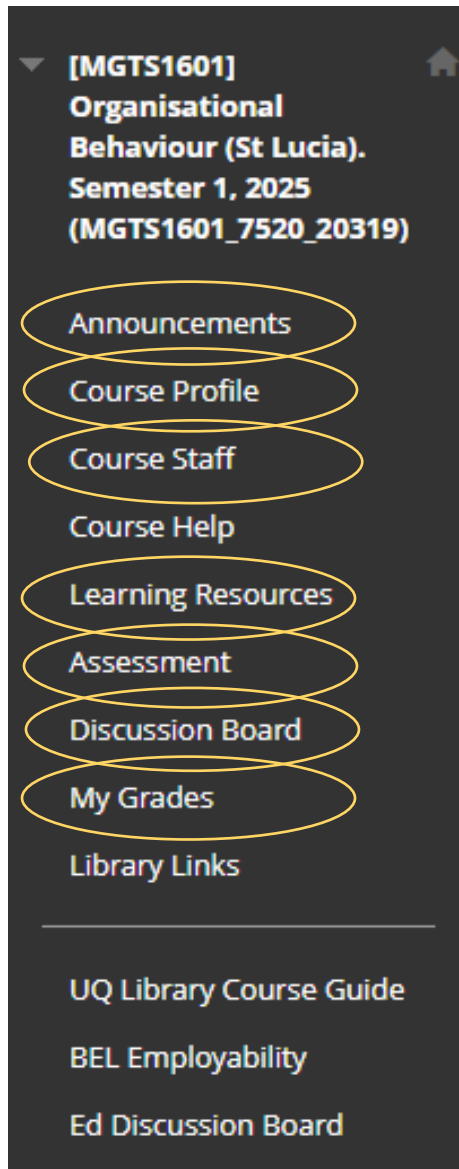 [MGTS1601]
Organisational
Behaviour (St Lucia).
Semester 1, 2025
(MGTS1601_7520_20319)
Announcements
Course Profile
Course Staff
Course Help
Learning Resources
Assessment
Discussion Board
My Grades
Library Links
UQ Library Course Guide
BEL Employability
Ed Discussion Board